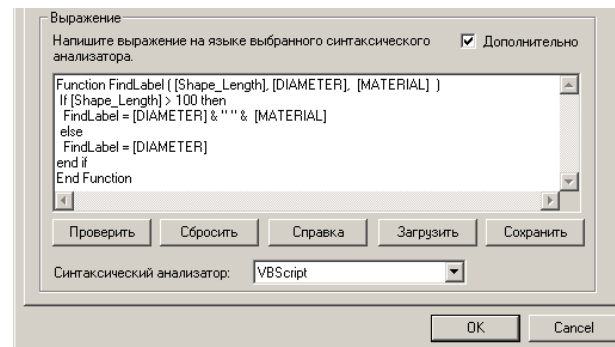 Выражение
Напишите выражение на языке выбранного синтаксического
анализатора.
Дополнительно
Function FindLabel ( [Shape_Length], [DIAMETER],  [MATERIAL]  )
If [Shape_Length] > 100 then
FindLabel = [DIAMETER] & " " &  [MATERIAL]
else
FindLabel = [DIAMETER]
end if
End Function
Проверить Сбросить Справка Загрузить Сохранить
Синтаксический анализатор: VBScript
OK Cancel